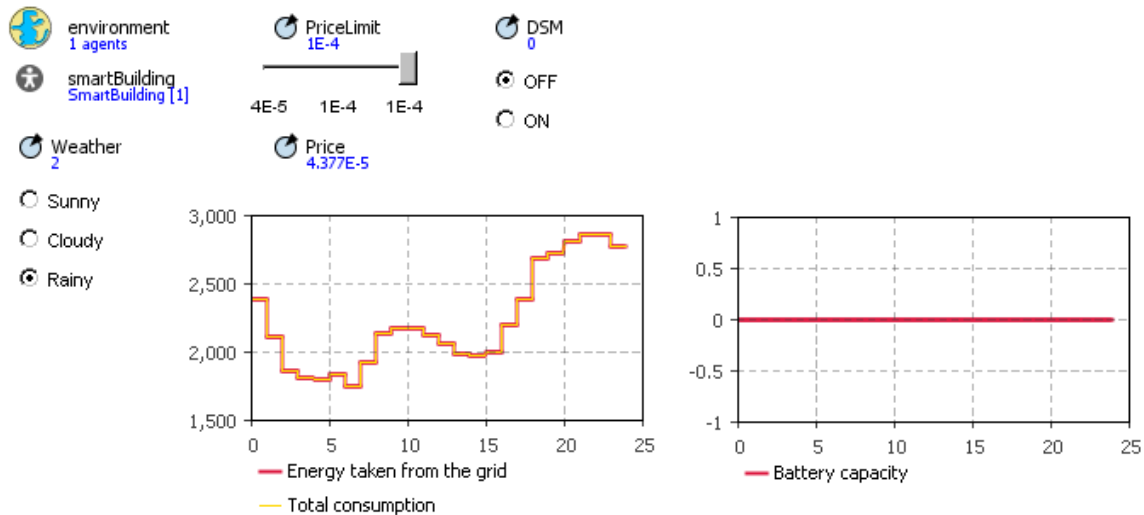 environment
1 agents
PriceLimit
1E-4
DSM
0
smartBuilding
SmartBuilding [1]
4E-5 1E-4 1E-4
OFF
ON
Weather
2
Price
4.377E-5
Sunny
Cloudy
Rainy
3,000
2,500
2,000
1,500
0 5 10 15 20 25
Energy taken from the grid
Total consumption
1
0.5
0
-0.5
-1
0 5 10 15 20 25
Battery capacity